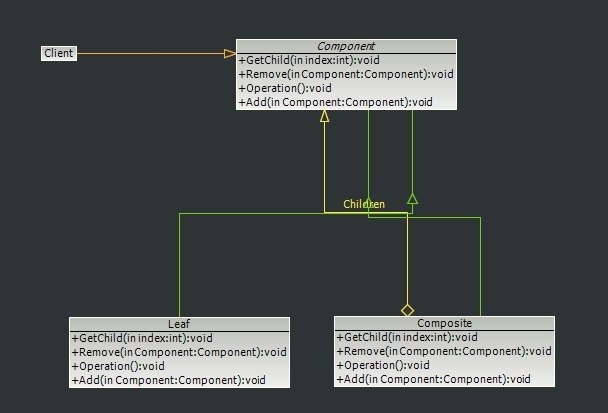 Client
Component
+GetChild(in index:int):void
+Remove(in Component:Component):void
+Operation():void
+Add(in Component:Component):void
Children
Leaf
+GetChild(in index:int):void
+Remove(in Component:Component):void
+Operation():void
+Add(in Component:Component):void
Composite
+GetChild(in index:int):void
+Remove(in Component:Component):void
+Operation():void
+Add(in Component:Component):void